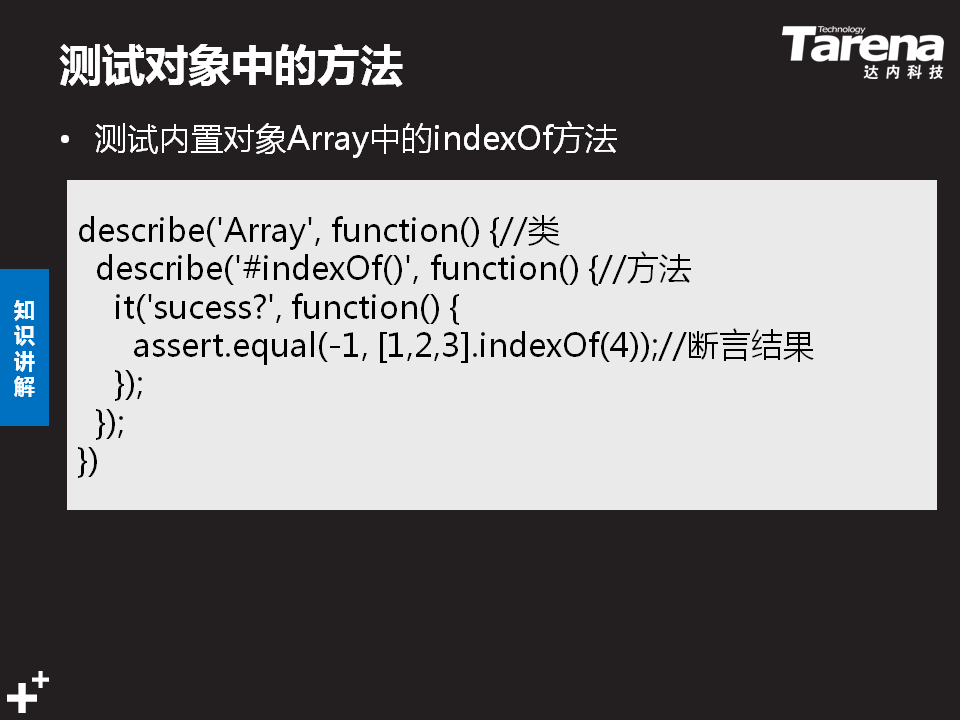 测试对象中的方法
Technology
Tarena
达内科技
• 测试内置对象Array中的indexOf方法
describe('Array', function() {//类
describe('#indexOf()', function() {//方法
it('sucess?', function() {
assert.equal(-1, [1,2,3].indexOf(4));//断言结果
});
});
})
知识讲解